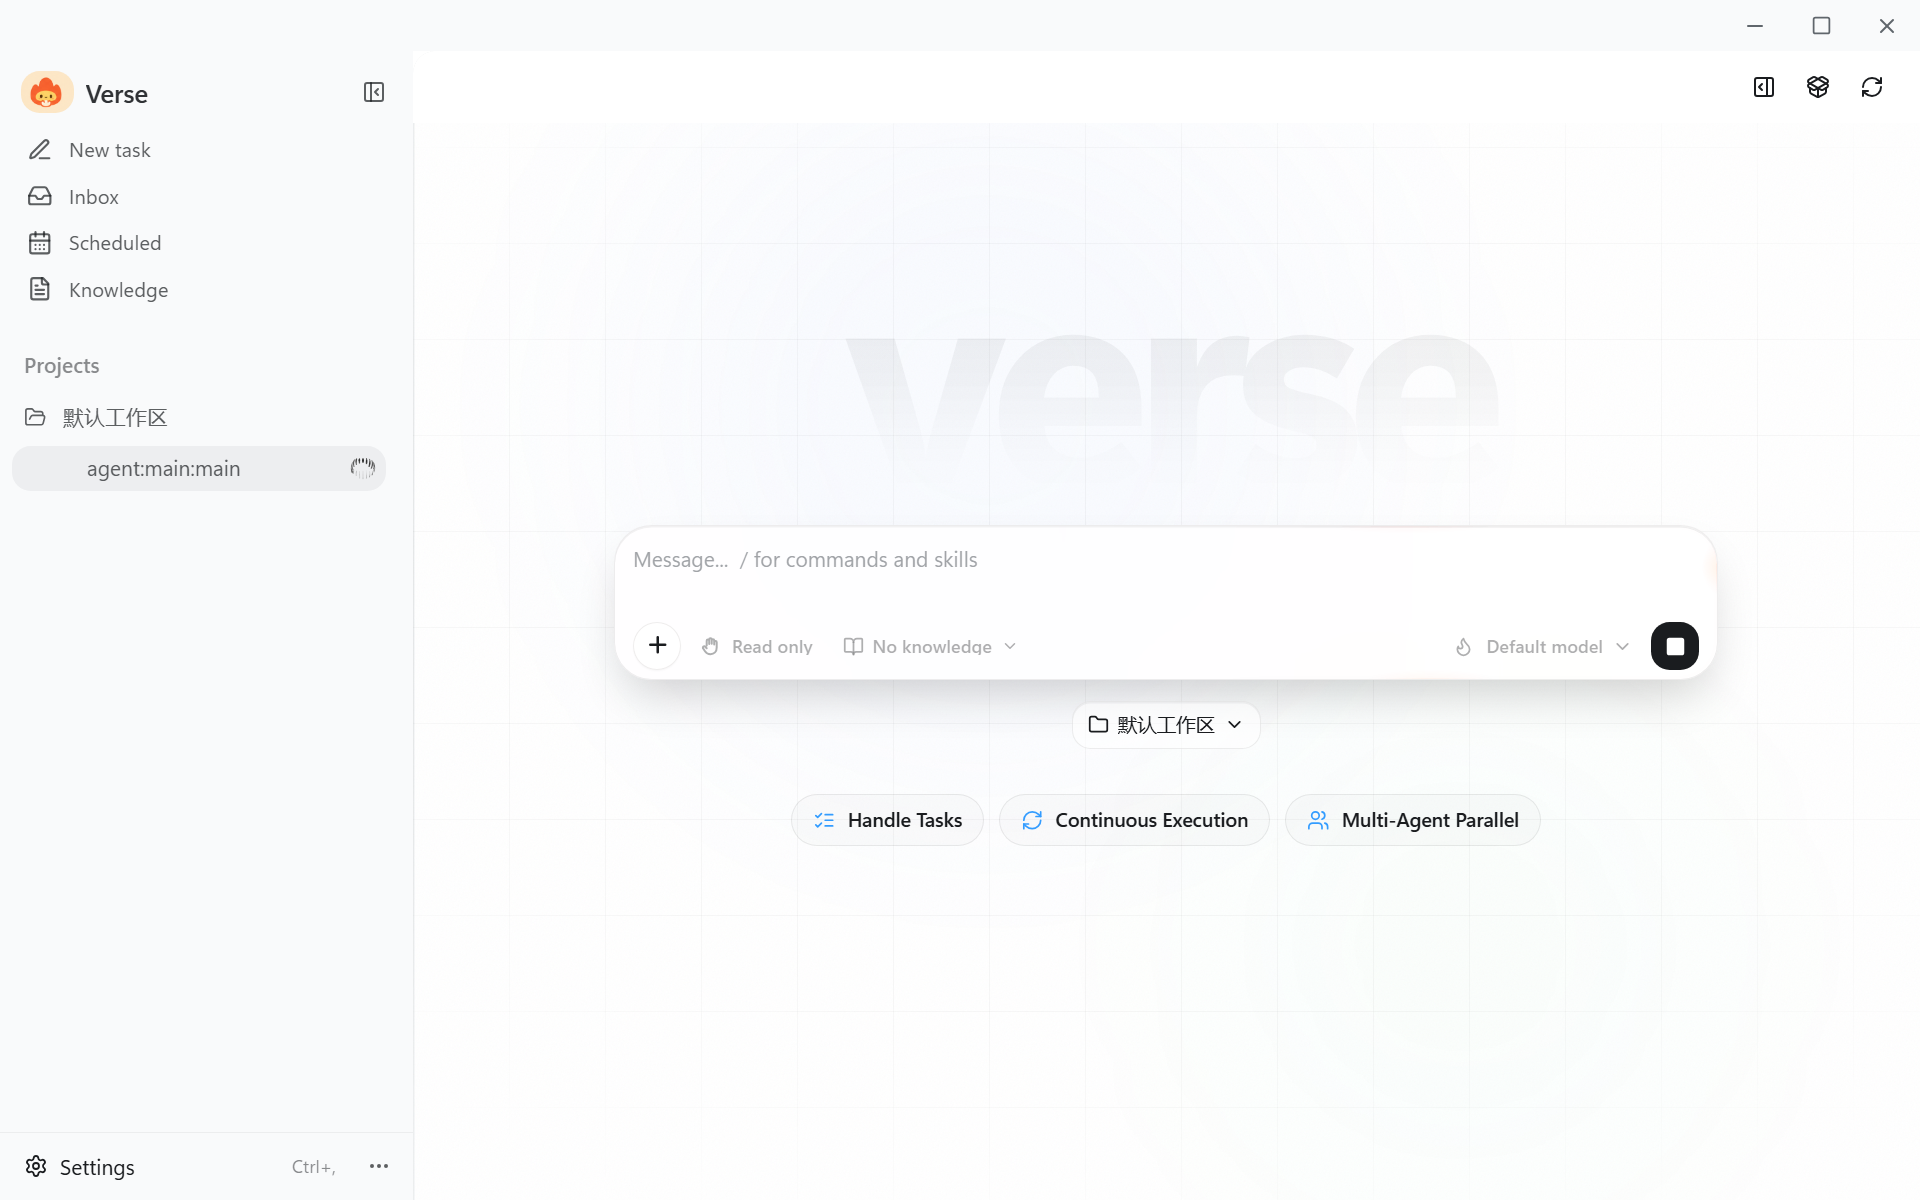 Verse
New task
Inbox
Scheduled
Knowledge
Projects
默认工作区
agent:main:main
Settings
Ctrl+,
verse
Message... / for commands and skills
Read only
No knowledge
Default model
默认工作区
Handle Tasks
Continuous Execution
Multi-Agent Parallel